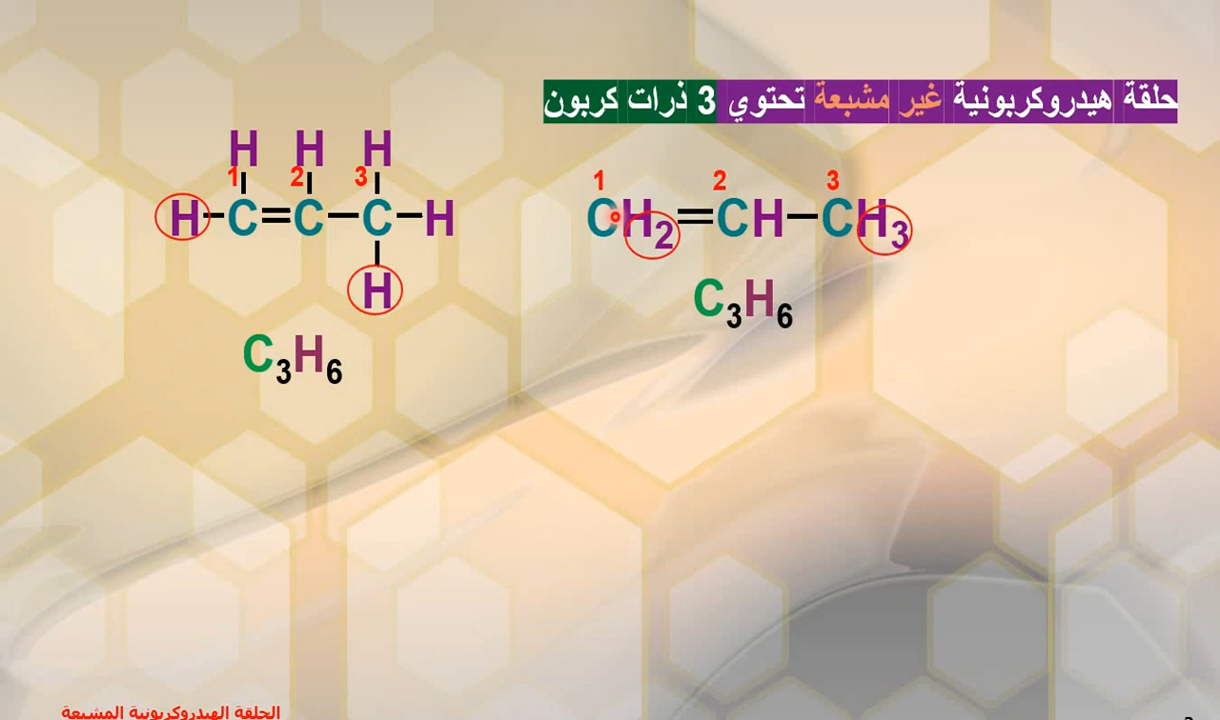 حلقة هيدروكربونية غير مشبعة تحتوي 3 ذرات كربون
H H H
1 2 3
H-C=C-C-H
H
C3H6
1 2 3
CH2=CH-CH3
C3H6
الحلقة الهيدروكربونية المشبعة